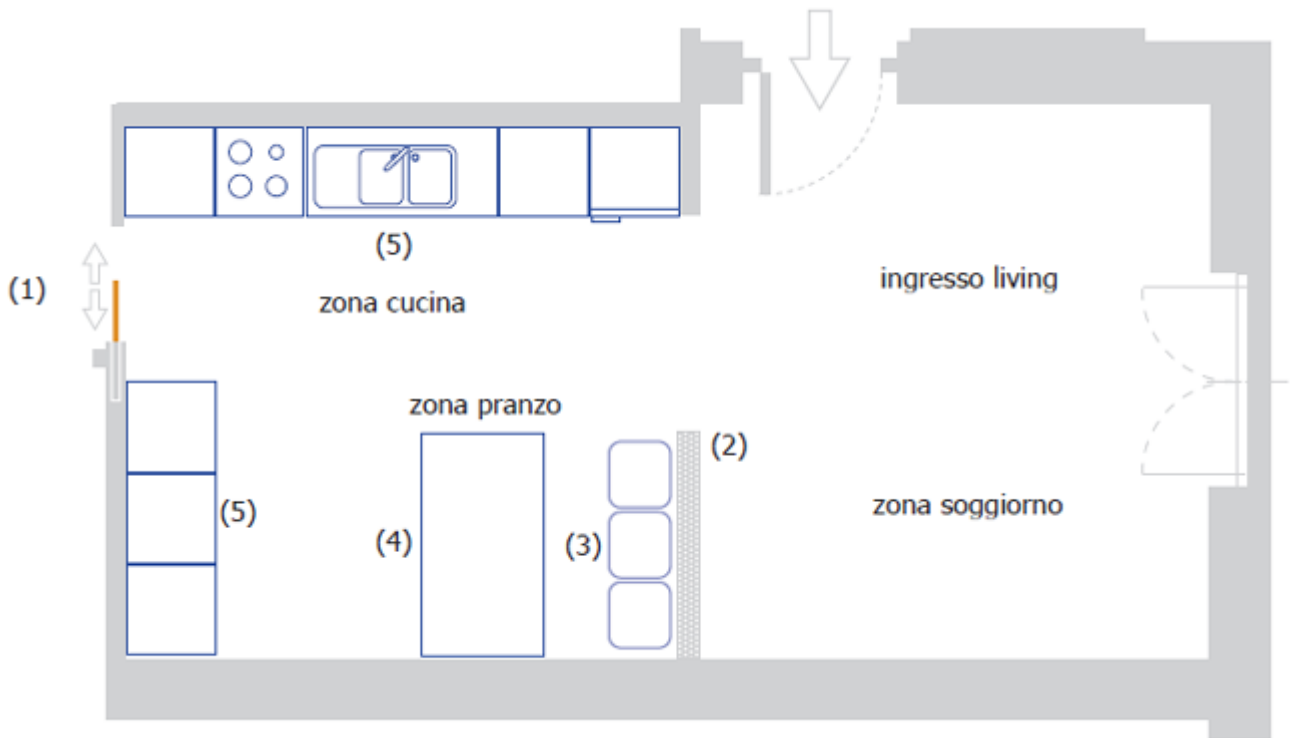 (5)
ingresso living
(1)
zona cucina
zona pranzo
(2)
(5)
(4)
(3)
zona soggiorno